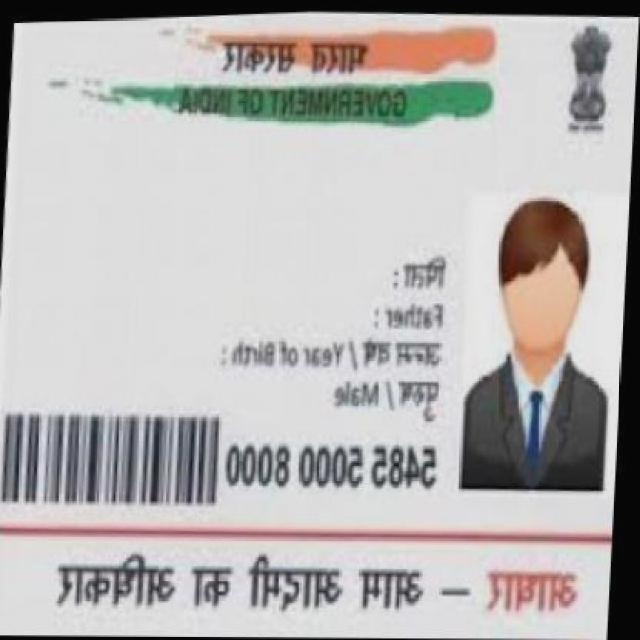 भारत सरकार
GOVERNMENT OF INDIA
पिता :
Father :
जन्म वर्ष / Year of Birth :
पुरुष / Male
5485 5000 8000
आधार — आम आदमी का अधिकार